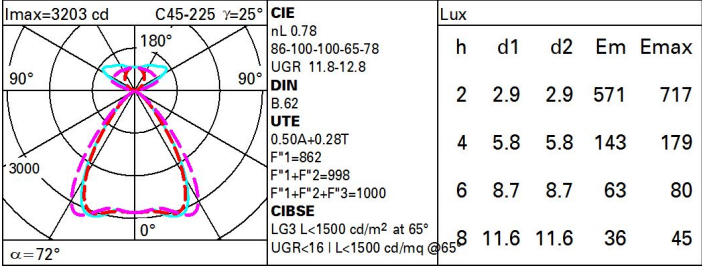 Imax=3203 cd C45-225 γ=25°
180°
90° 90°
3000
0°
α=72°
CIE
nL 0.78
86-100-100-65-78
UGR 11.8-12.8
DIN
B.62
UTE
0.50A+0.28T
F"1=862
F"1+F"2=998
F"1+F"2+F"3=1000
CIBSE
LG3 L<1500 cd/m² at 65°
UGR<16 | L<1500 cd/mq @65°
Lux
h d1 d2 Em Emax
2 2.9 2.9 571 717
4 5.8 5.8 143 179
6 8.7 8.7 63 80
8 11.6 11.6 36 45